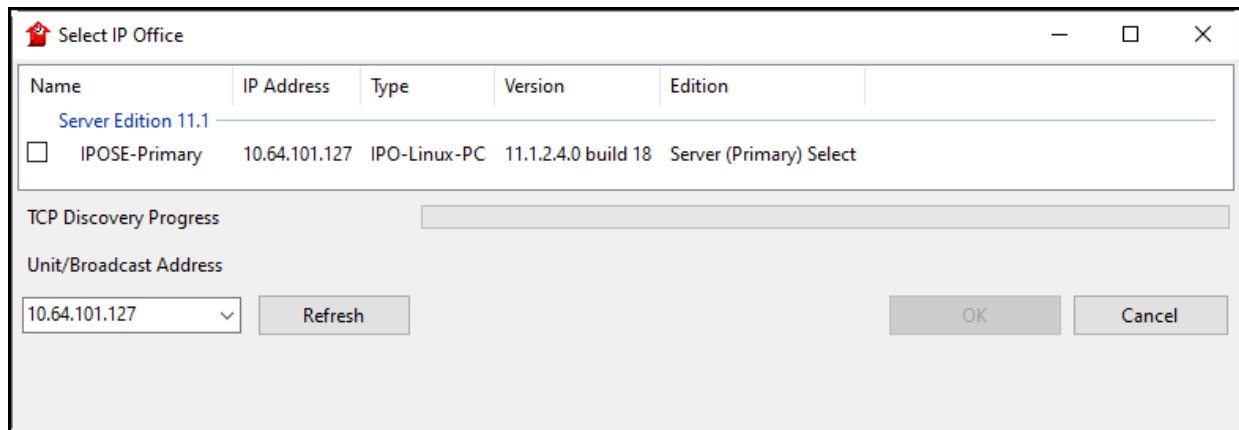 Select IP Office
Name IP Address Type Version Edition
Server Edition 11.1
IPOSE-Primary 10.64.101.127 IPO-Linux-PC 11.1.2.4.0 build 18 Server (Primary) Select
TCP Discovery Progress
Unit/Broadcast Address
10.64.101.127 Refresh OK Cancel